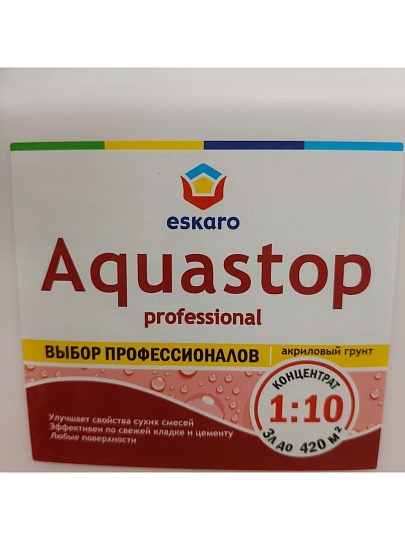 eskaro
Aquastop
professional
ВЫБОР ПРОФЕССИОНАЛОВ
акриловый грунт
КОНЦЕНТРАТ
1:10
3л до 420 м²
Улучшает свойства сухих смесей
Эффективен по свежей кладке и цементу
Любые поверхности